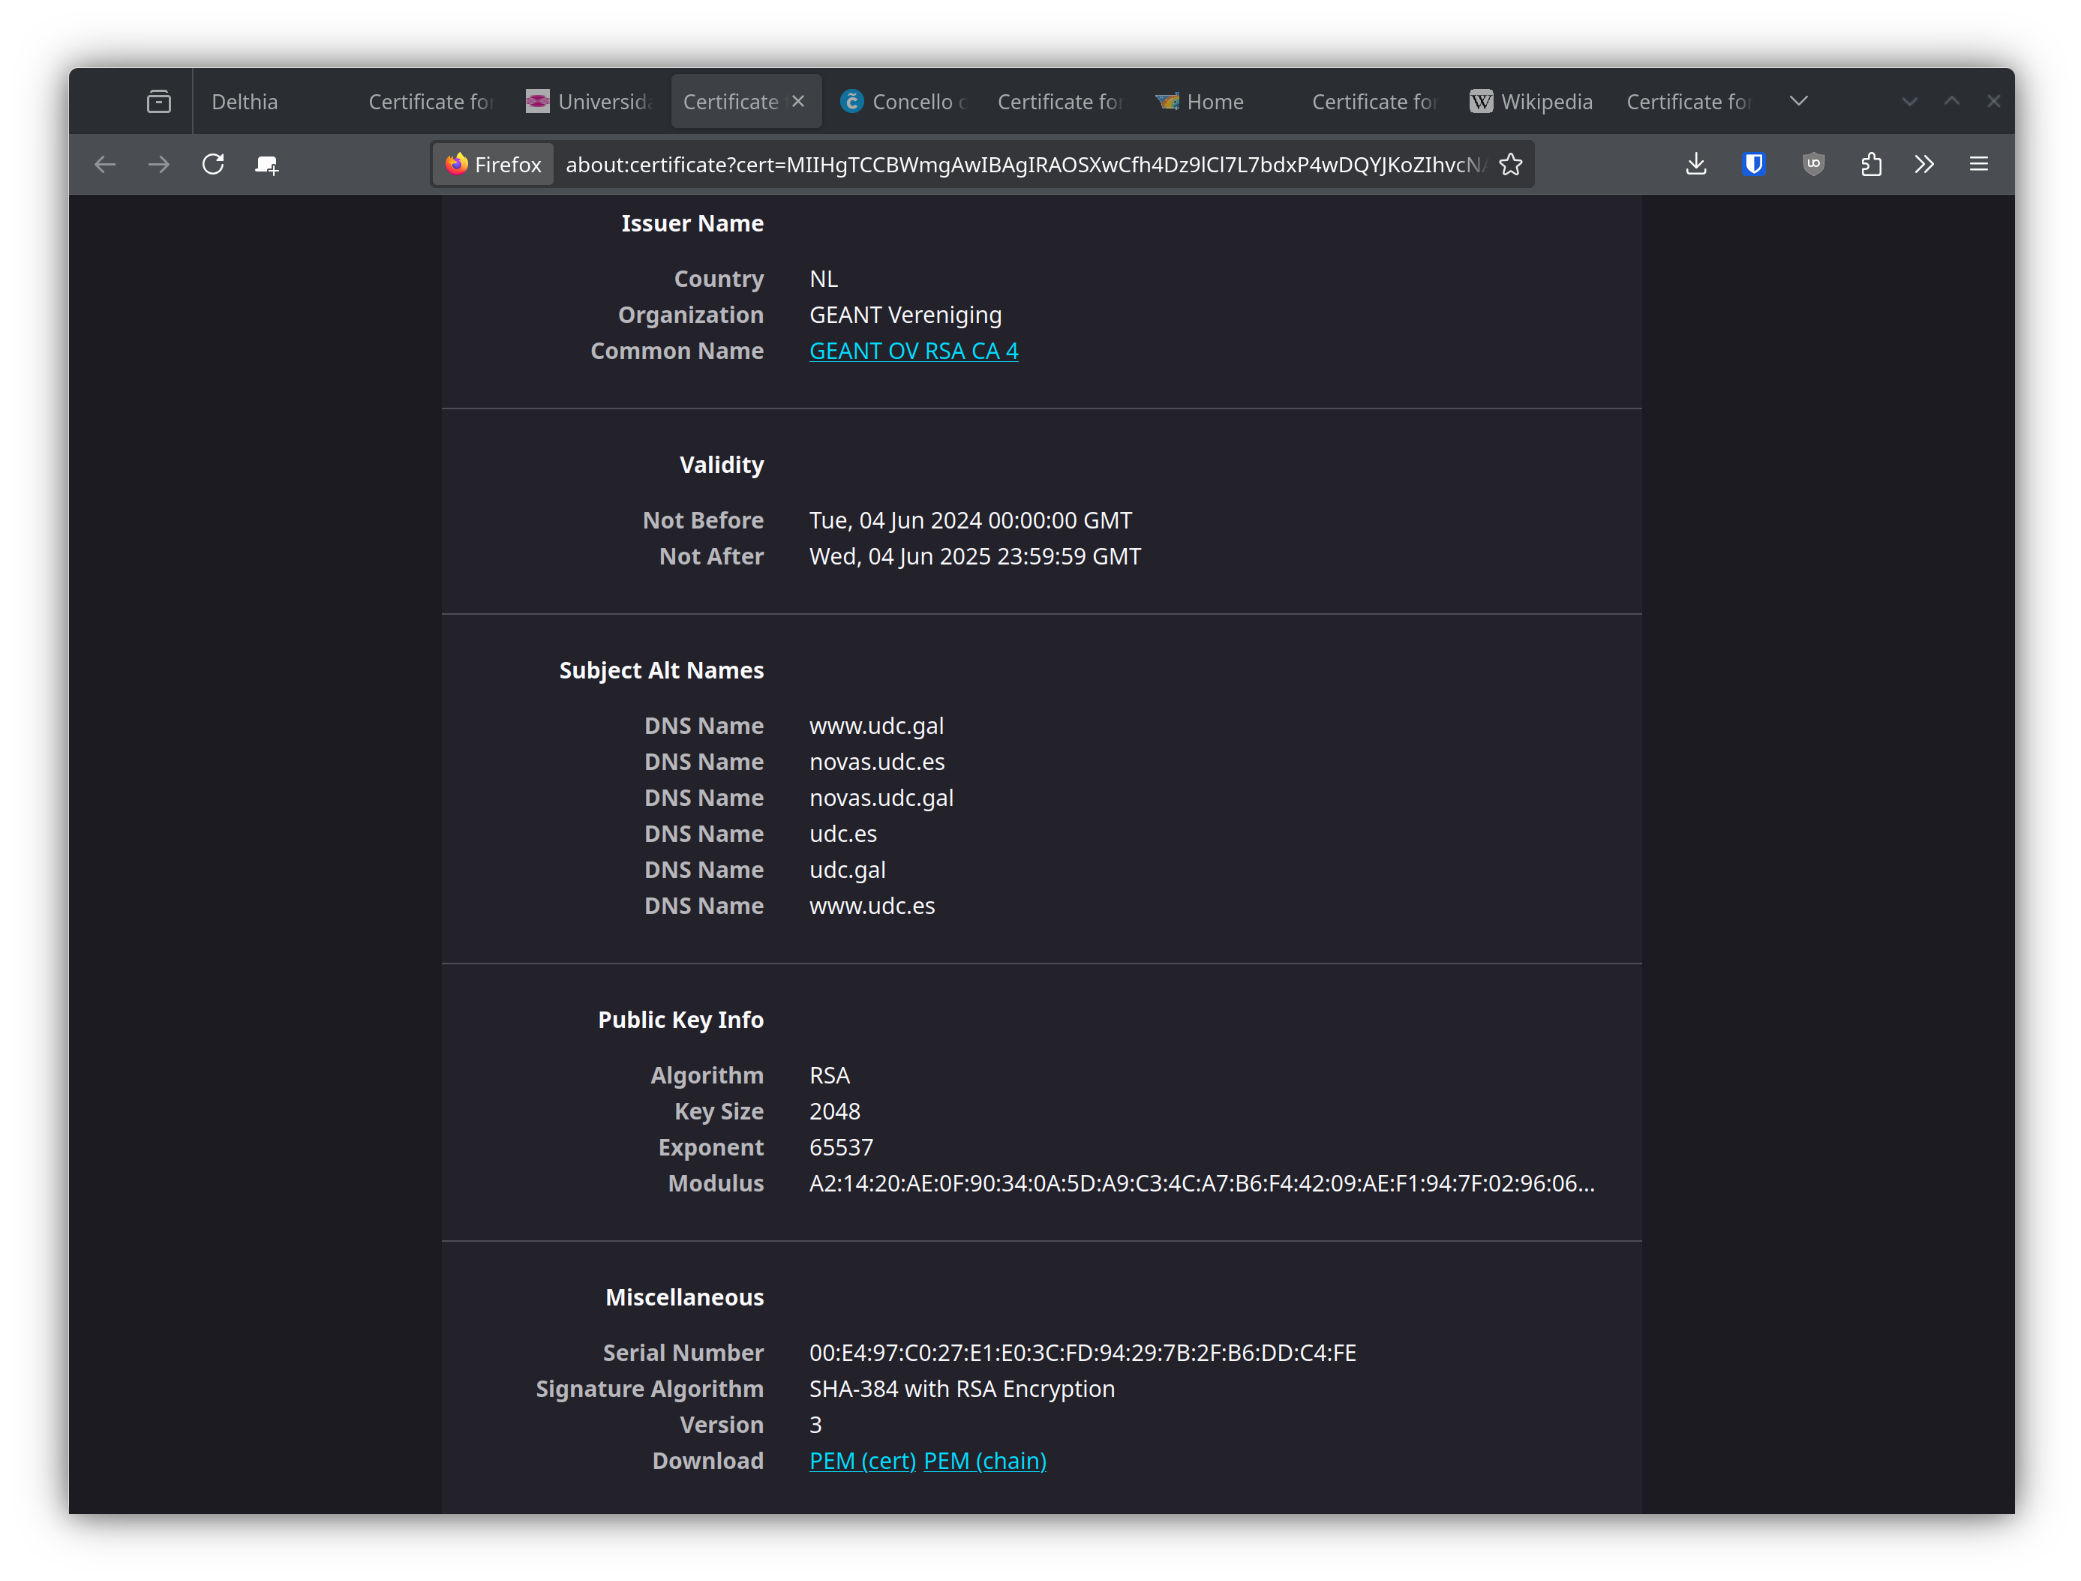 Delthia Certificate for Universida Certificate Concello Certificate for Home Certificate for Wikipedia Certificate for
Firefox about:certificate?cert=MIIHgTCCBWmgAwIBAgIRAOSXwCfh4Dz9lCl7L7bdxP4wDQYJKoZIhvcNA
Issuer Name
Country NL
Organization GEANT Vereniging
Common Name GEANT OV RSA CA 4
Validity
Not Before Tue, 04 Jun 2024 00:00:00 GMT
Not After Wed, 04 Jun 2025 23:59:59 GMT
Subject Alt Names
DNS Name www.udc.gal
DNS Name novas.udc.es
DNS Name novas.udc.gal
DNS Name udc.es
DNS Name udc.gal
DNS Name www.udc.es
Public Key Info
Algorithm RSA
Key Size 2048
Exponent 65537
Modulus A2:14:20:AE:0F:90:34:0A:5D:A9:C3:4C:A7:B6:F4:42:09:AE:F1:94:7F:02:96:06...
Miscellaneous
Serial Number 00:E4:97:C0:27:E1:E0:3C:FD:94:29:7B:2F:B6:DD:C4:FE
Signature Algorithm SHA-384 with RSA Encryption
Version 3
Download PEM (cert) PEM (chain)